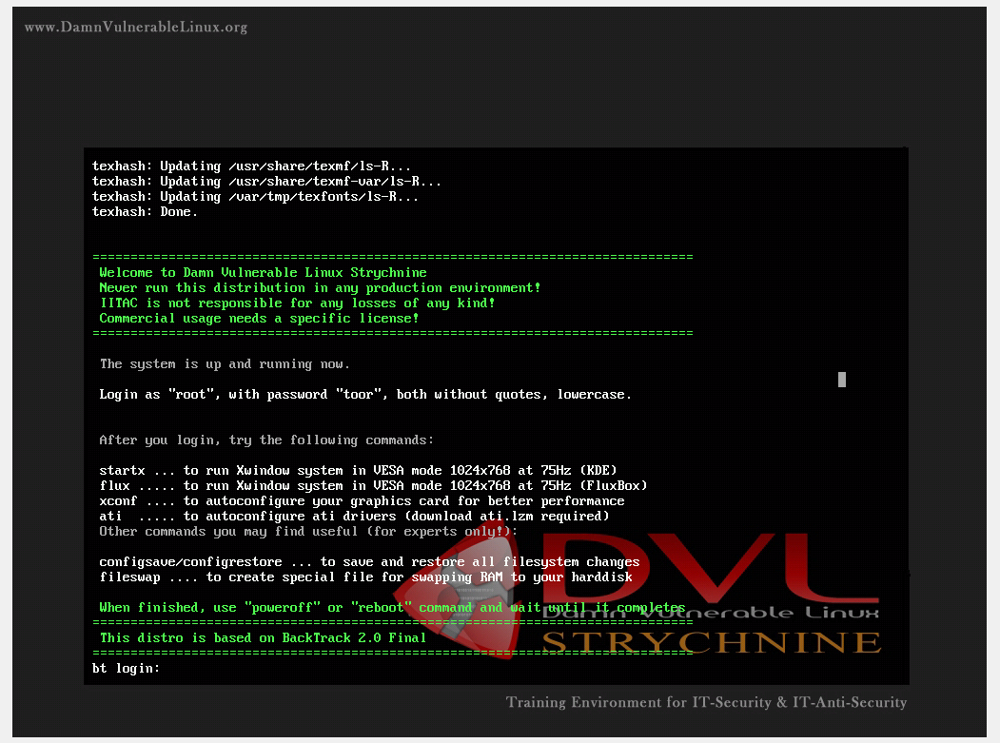 www.DamnVulnerableLinux.org
texhash: Updating /usr/share/texmf/ls-R...
texhash: Updating /usr/share/texmf-var/ls-R...
texhash: Updating /var/tmp/texfonts/ls-R...
texhash: Done.
===============================================================================
Welcome to Damn Vulnerable Linux Strychnine
Never run this distribution in any production environment!
IITAC is not responsible for any losses of any kind!
Commercial usage needs a specific license!
===============================================================================
The system is up and running now.
Login as "root", with password "toor", both without quotes, lowercase.
After you login, try the following commands:
startx ... to run Xwindow system in VESA mode 1024x768 at 75Hz (KDE)
flux ..... to run Xwindow system in VESA mode 1024x768 at 75Hz (FluxBox)
xconf .... to autoconfigure your graphics card for better performance
ati  ..... to autoconfigure ati drivers (download ati.lzm required)
Other commands you may find useful (for experts only!):
configsave/configrestore ... to save and restore all filesystem changes
fileswap .... to create special file for swapping RAM to your harddisk
When finished, use "poweroff" or "reboot" command and wait until it completes
===============================================================================
This distro is based on BackTrack 2.0 Final
===============================================================================
bt login:
DVL
Damn Vulnerable Linux
STRYCHNINE
Training Environment for IT-Security & IT-Anti-Security